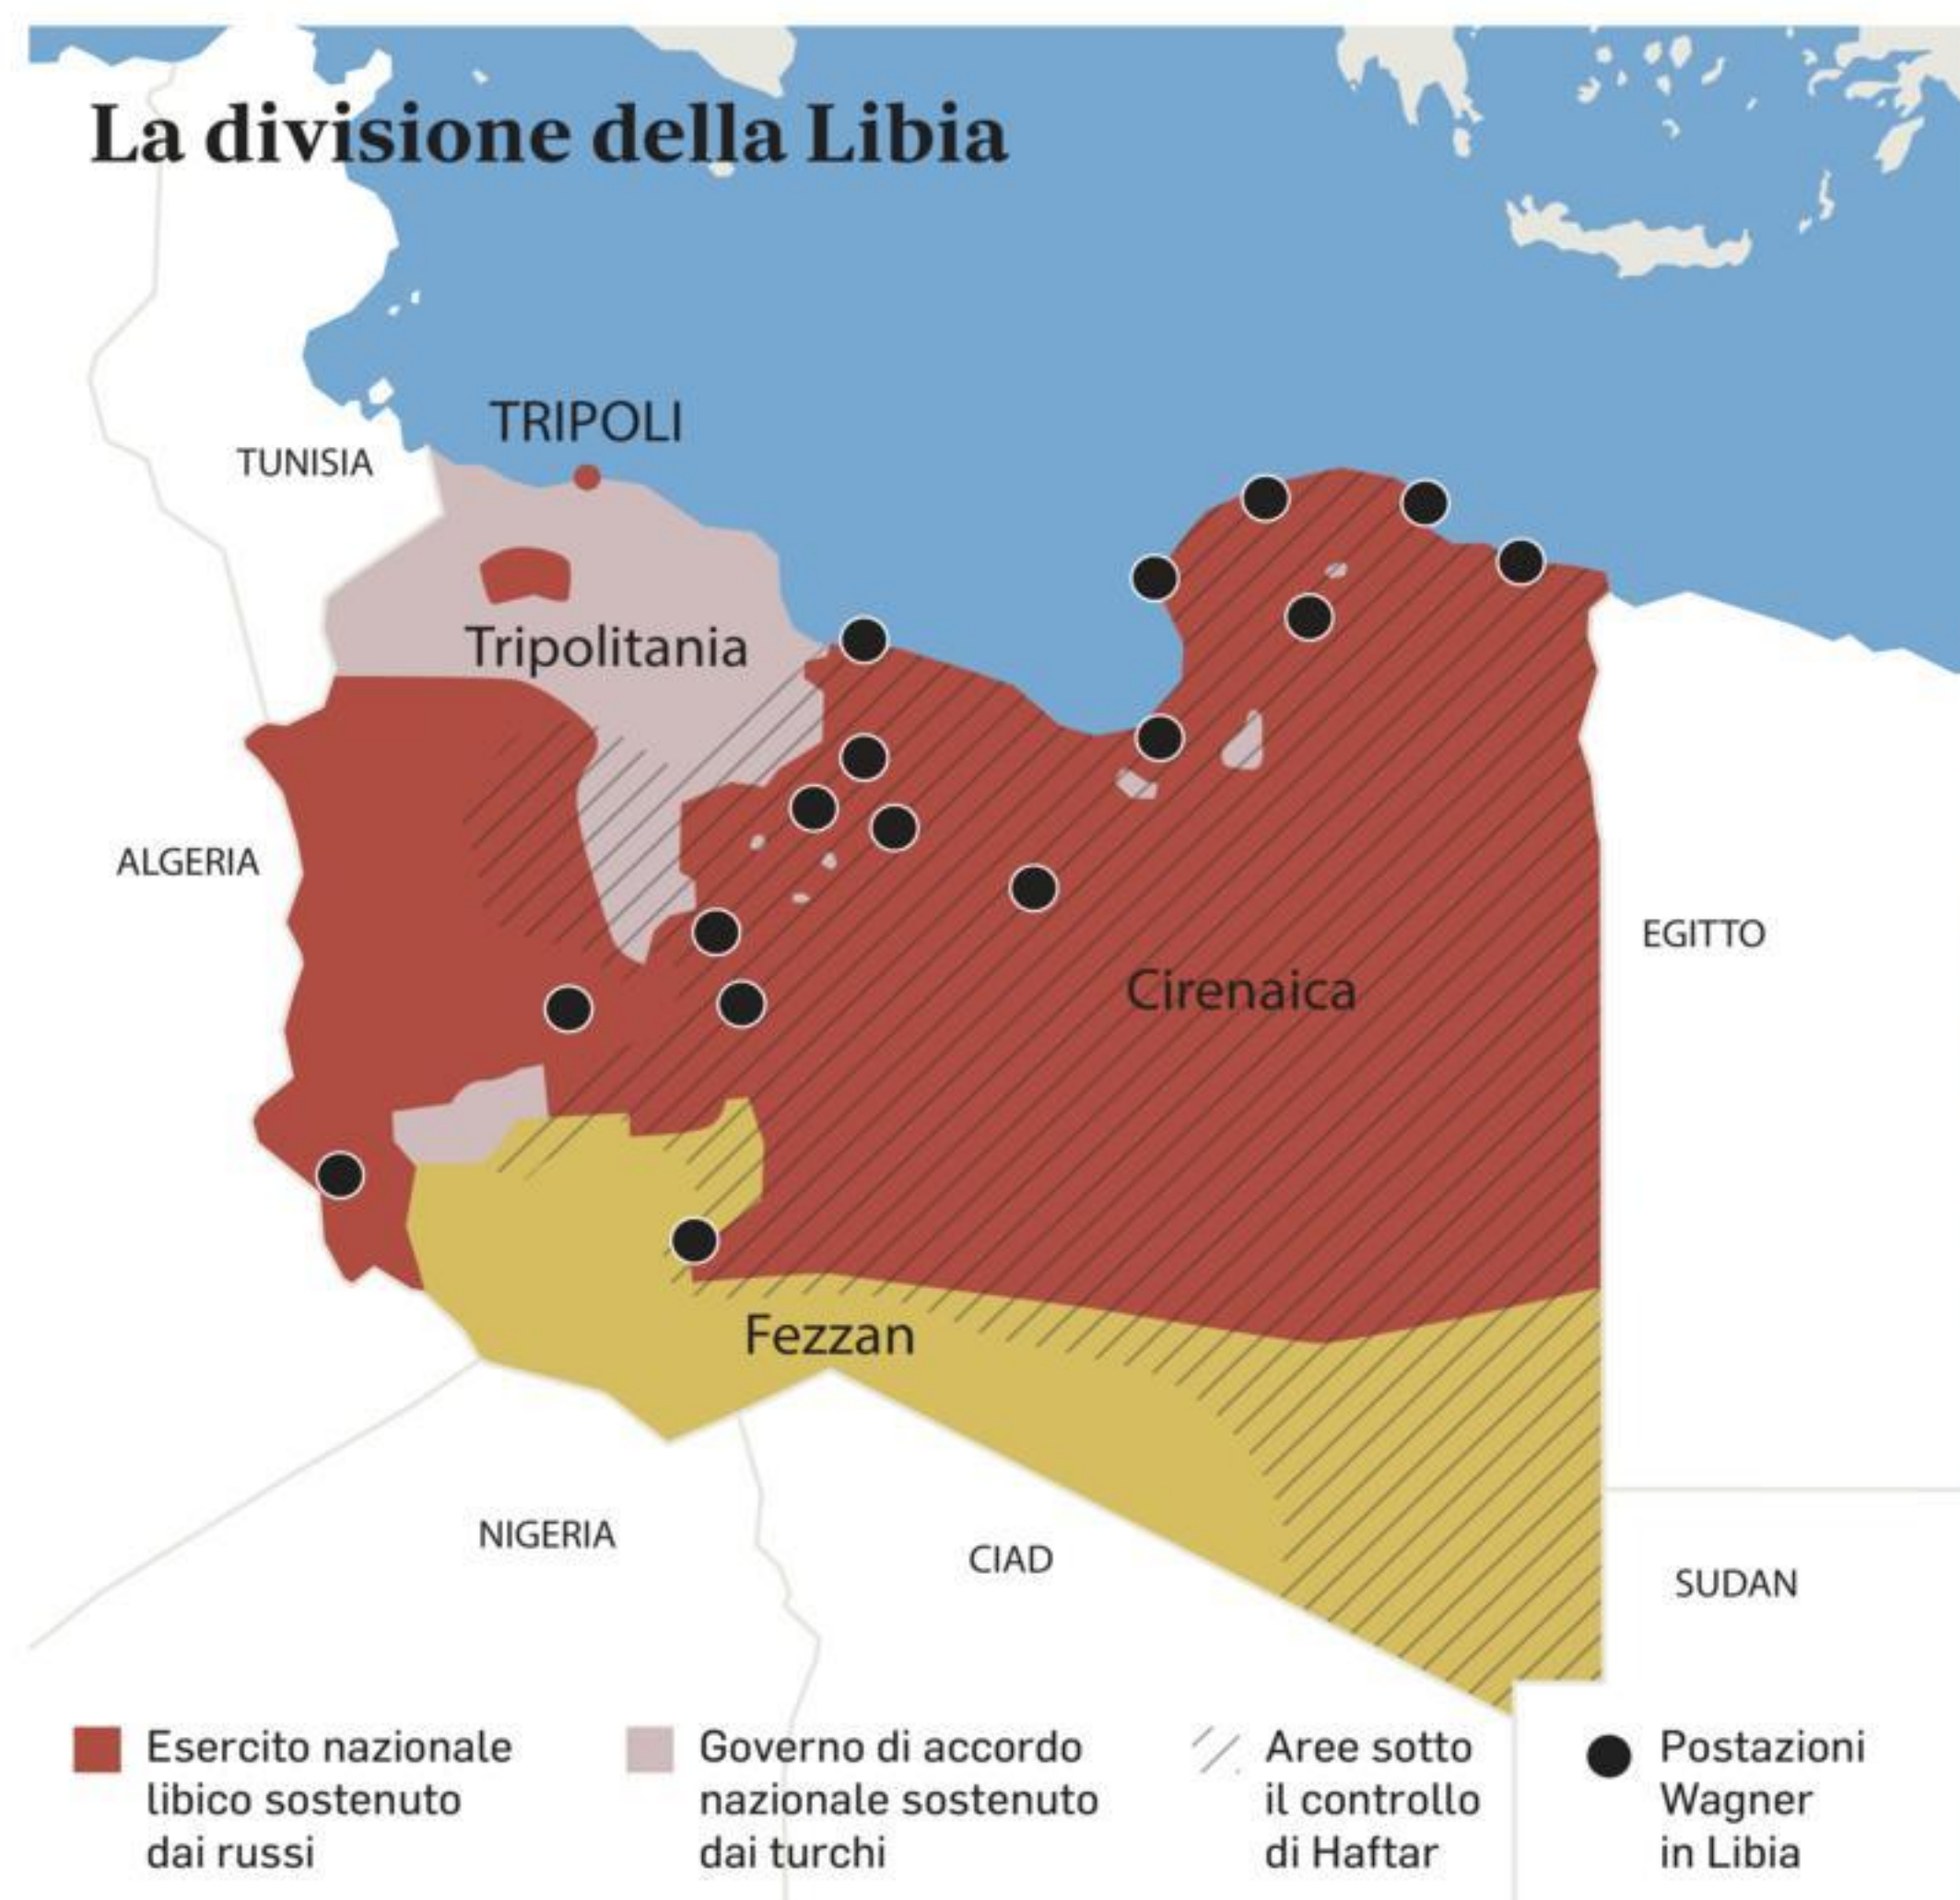 La divisione della Libia
TRIPOLI
TUNISIA
Tripolitania
ALGERIA
EGITTO
Cirenaica
Fezzan
NIGERIA
CIAD
SUDAN
Esercito nazionale
libico sostenuto
dai russi
Governo di accordo
nazionale sostenuto
dai turchi
Aree sotto
il controllo
di Haftar
Postazioni
Wagner
in Libia